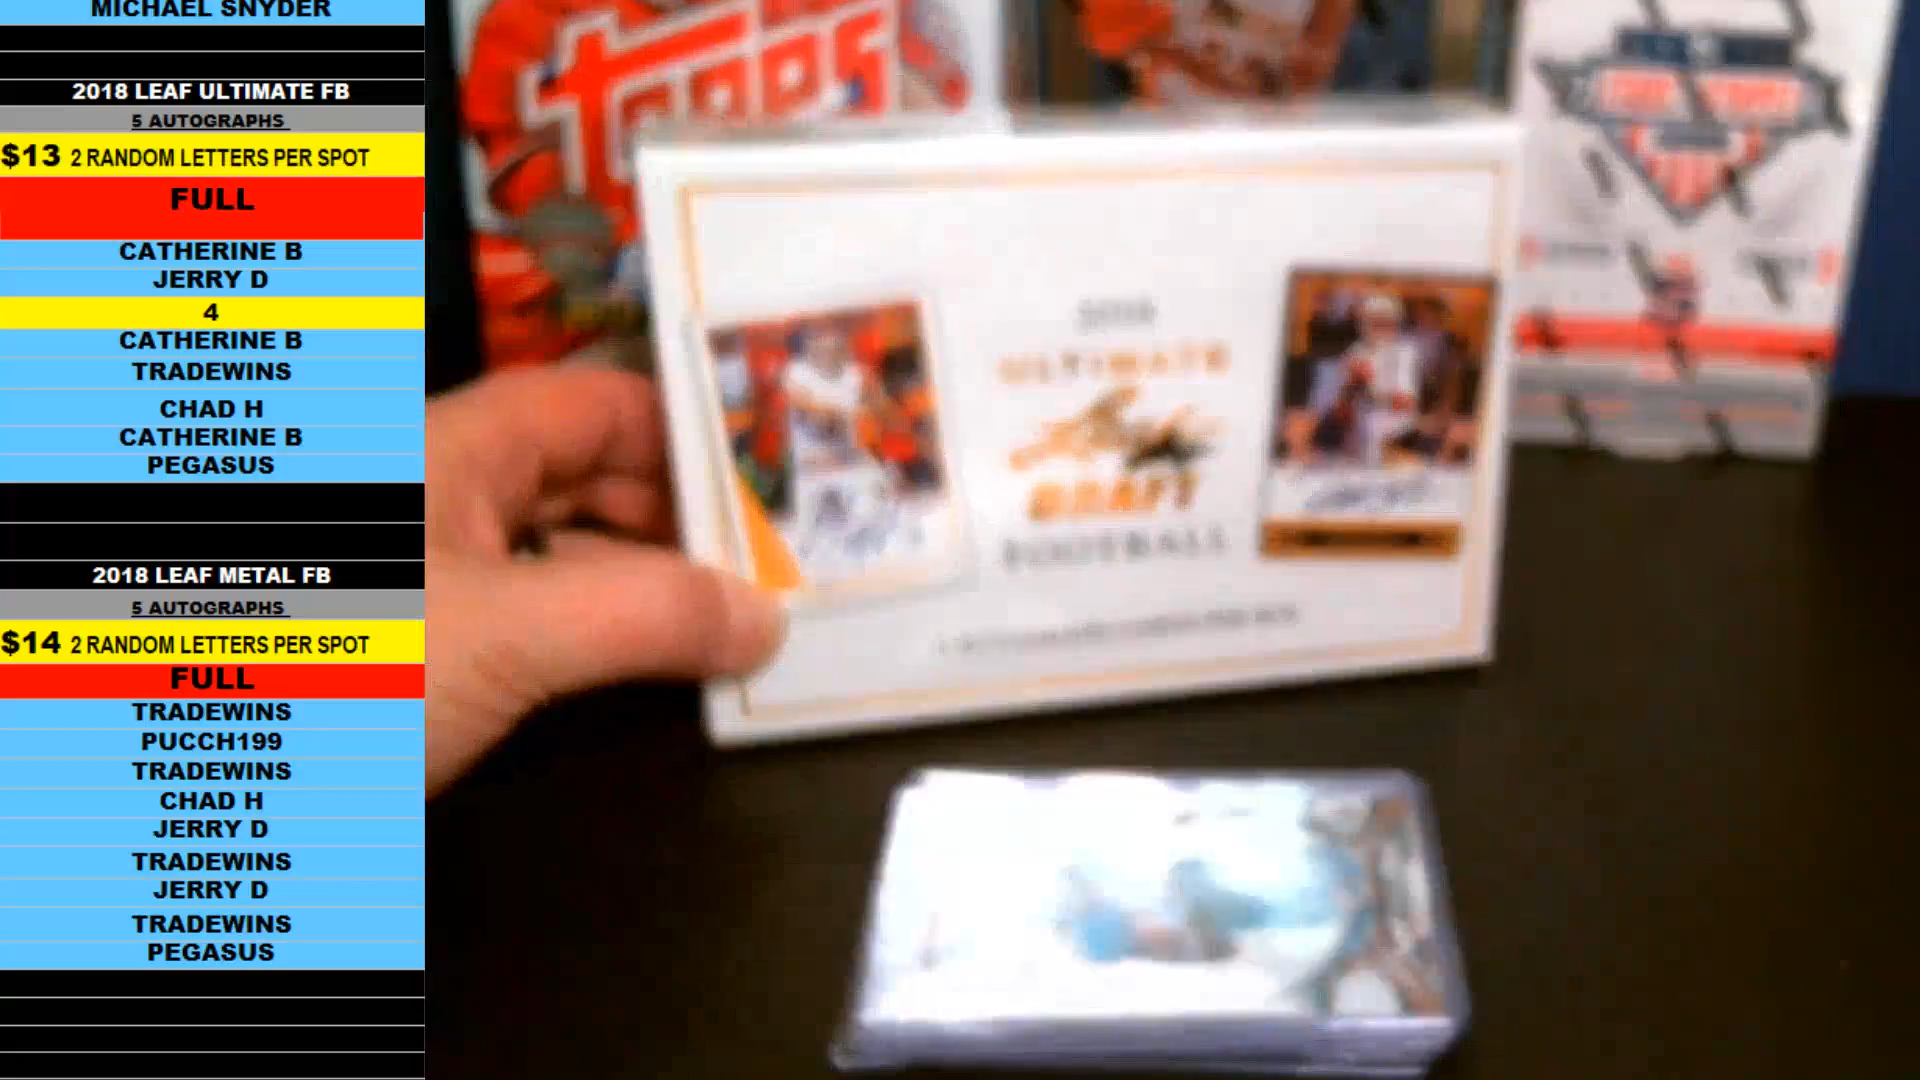 MICHAEL SNYDER
2018 LEAF ULTIMATE FB
5 AUTOGRAPHS
$13 2 RANDOM LETTERS PER SPOT
FULL
CATHERINE B
JERRY D
4
CATHERINE B
TRADEWINS
CHAD H
CATHERINE B
PEGASUS
2018 LEAF METAL FB
5 AUTOGRAPHS
$14 2 RANDOM LETTERS PER SPOT
FULL
TRADEWINS
PUCCH199
TRADEWINS
CHAD H
JERRY D
TRADEWINS
JERRY D
TRADEWINS
PEGASUS
TOPPS
2018
ULTIMATE
DRAFT
FOOTBALL